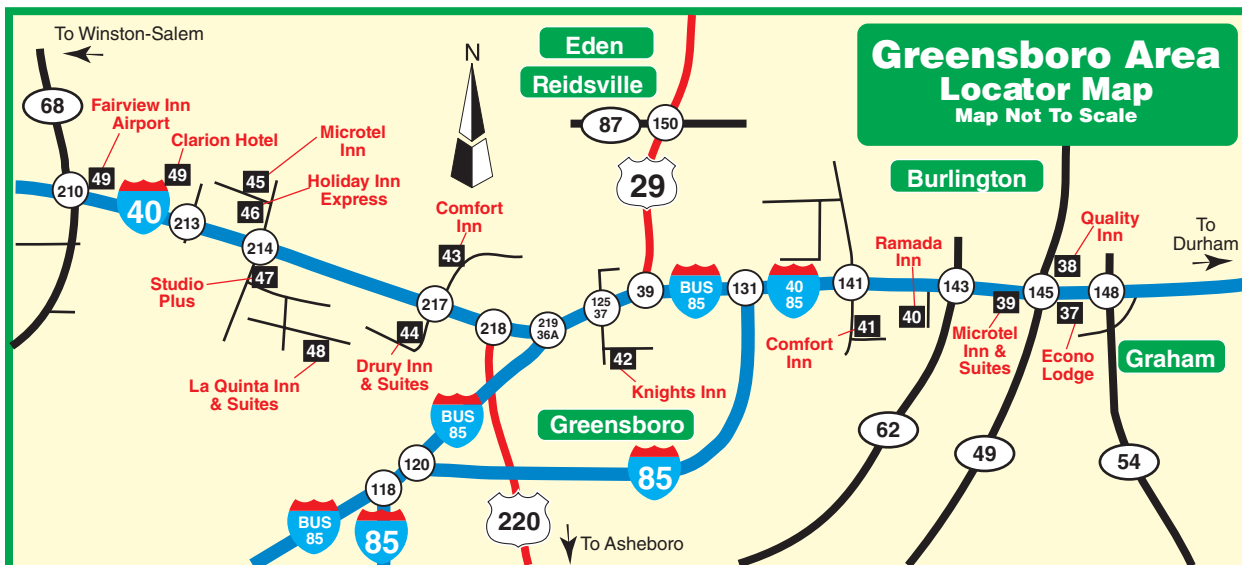 To Winston-Salem
N
Eden
Reidsville
Greensboro Area
Locator Map
Map Not To Scale
68
Fairview Inn
Airport
Clarion Hotel
Microtel
Inn
87
150
49
49
45
Holiday Inn
Express
29
Burlington
210
40
213
46
Comfort
Inn
Quality
Inn
To
Durham
214
43
Ramada
Inn
38
47
Studio
Plus
217
125
37
39
BUS
85
131
40
85
141
143
145
148
40
39
37
44
218
219
36A
41
48
Drury Inn
& Suites
42
Comfort
Inn
Microtel
Inn &
Suites
Econo
Lodge
Graham
La Quinta Inn
& Suites
Knights Inn
BUS
85
Greensboro
62
49
54
120
85
118
BUS
85
85
220
To Asheboro